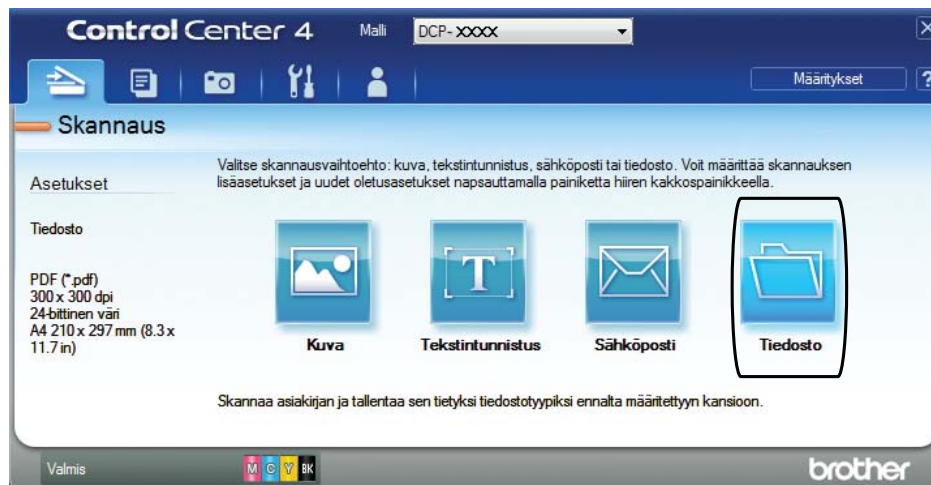 Control Center 4
Malli
DCP- XXXX
X
Määritykset
?
Skannaus
Asetukset
Valitse skannausvaihtoehto: kuva, tekstintunnistus, sähköposti tai tiedosto. Voit määrittää skannauksen
lisäasetukset ja uudet oletusasetukset napsauttamalla painiketta hiiren kakkospainikkeella.
Tiedosto
PDF (*.pdf)
300 x 300 dpi
24-bittinen väri
A4 210 x 297 mm (8.3 x
11.7 in)
T
Kuva
Tekstintunnistus
Sähköposti
Tiedosto
Skannaa asiakirjan ja tallentaa sen tietyksi tiedostotyypiksi ennalta määritettyyn kansioon.
Valmis
M C Y BK
brother